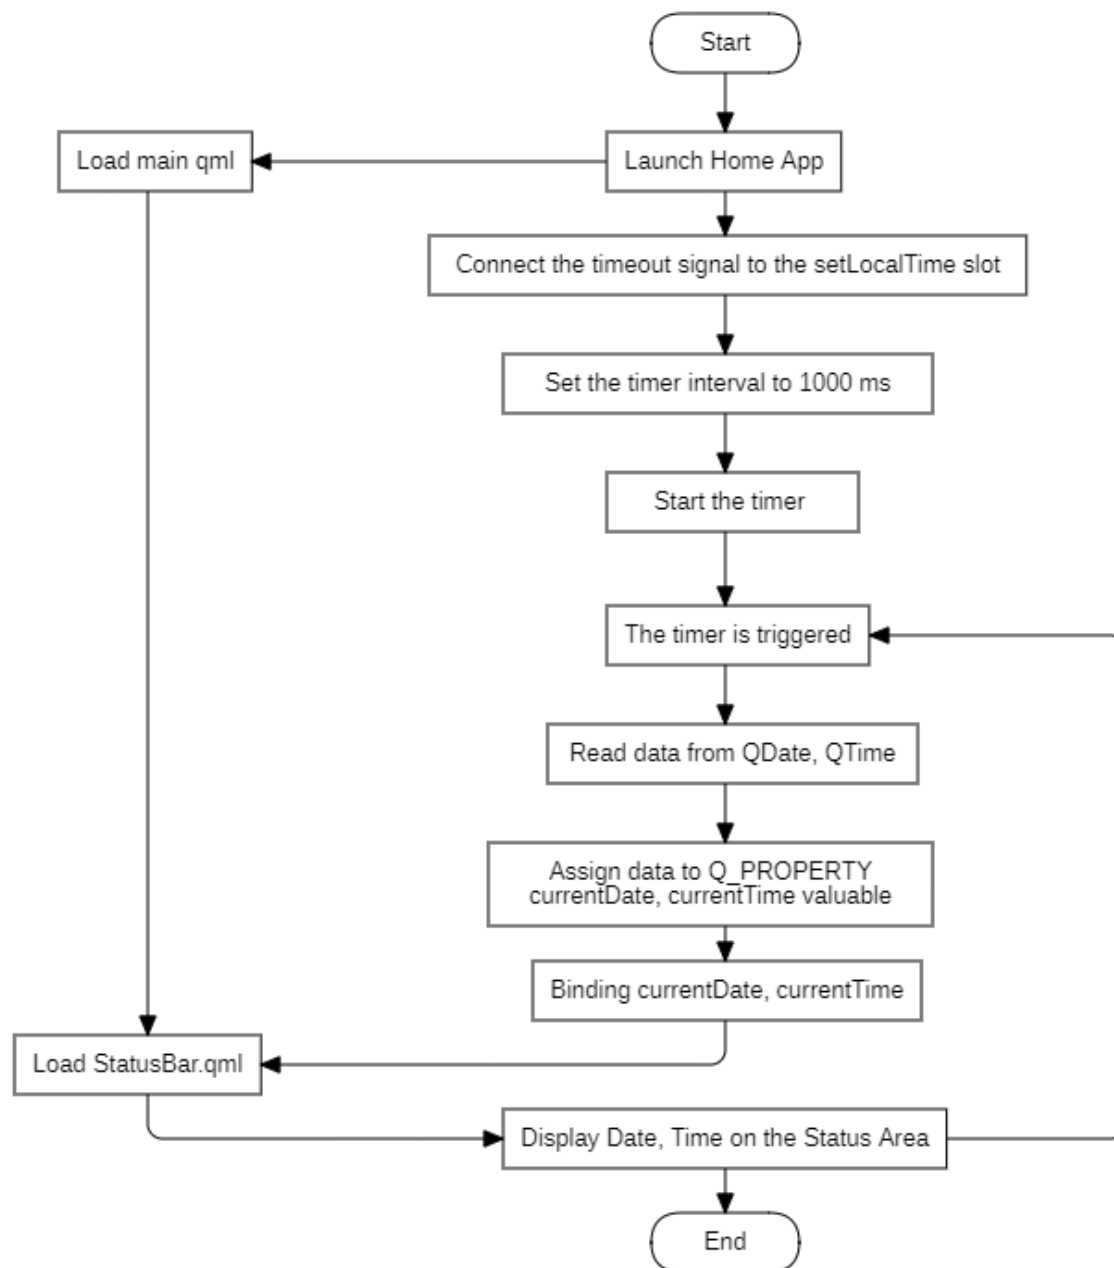 Start
Load main qml
Launch Home App
Connect the timeout signal to the setLocalTime slot
Set the timer interval to 1000 ms
Start the timer
The timer is triggered
Read data from QDate, QTime
Assign data to Q_PROPERTY
currentDate, currentTime valuable
Binding currentDate, currentTime
Load StatusBar.qml
Display Date, Time on the Status Area
End